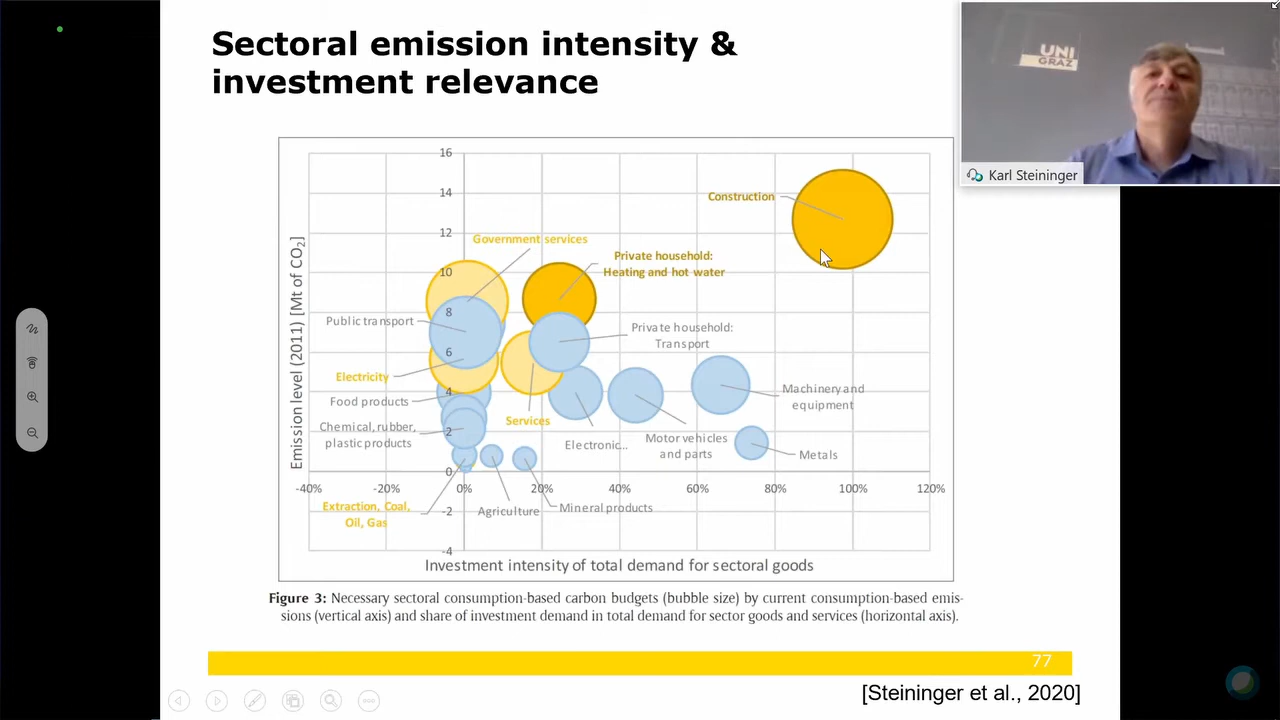 Sectoral emission intensity &
investment relevance
UNI
GRAZ
Karl Steininger
Emission level (2011) [Mt of CO₂]
16
14
12
10
8
6
4
2
0
-2
-4
Construction
Government services
Private household:
Heating and hot water
Public transport
Private household:
Transport
Electricity
Food products
Services
Chemical, rubber,
plastic products
Electronic...
Motor vehicles
and parts
Machinery and
equipment
Metals
-40%
0%
20%
40%
60%
80%
100%
120%
-20%
Extraction, Coal,
Oil, Gas
Agriculture
Mineral products
Investment intensity of total demand for sectoral goods
Figure 3: Necessary sectoral consumption-based carbon budgets (bubble size) by current consumption-based emis-
sions (vertical axis) and share of investment demand in total demand for sector goods and services (horizontal axis).
77
[Steininger et al., 2020]